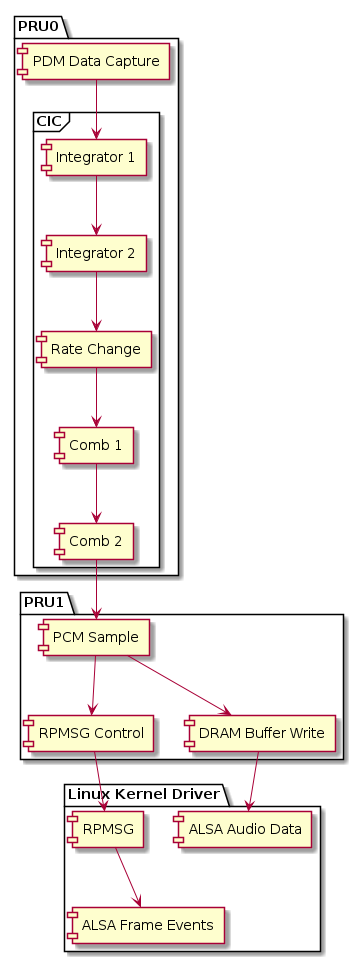 PRU0
PDM Data Capture
CIC
Integrator 1
Integrator 2
Rate Change
Comb 1
Comb 2
PRU1
PCM Sample
RPMSG Control
DRAM Buffer Write
Linux Kernel Driver
RPMSG
ALSA Audio Data
ALSA Frame Events